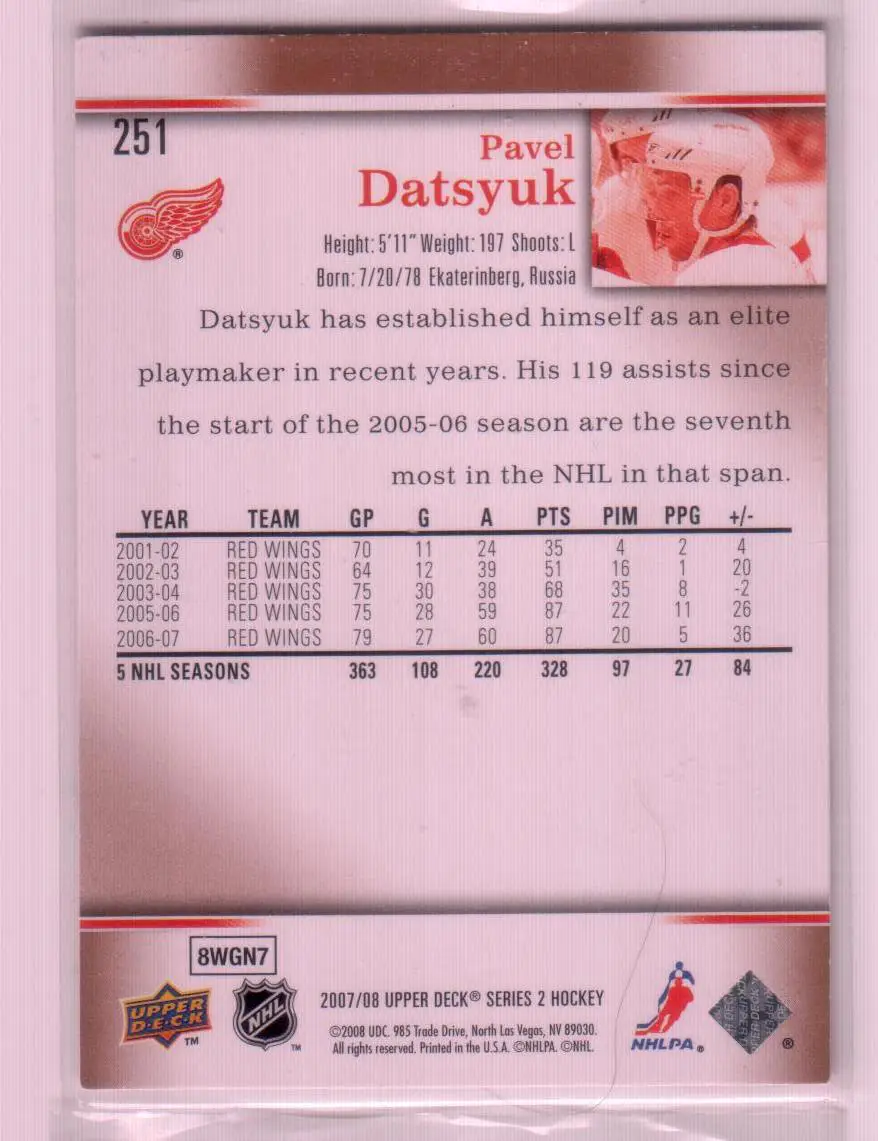 251
Pavel
Datsyuk
Height: 5'11" Weight: 197 Shoots: L
Born: 7/20/78 Ekaterinberg, Russia
Datsyuk has established himself as an elite
playmaker in recent years. His 119 assists since
the start of the 2005-06 season are the seventh
most in the NHL in that span.
YEAR TEAM GP G A PTS PIM PPG +/-
2001-02 RED WINGS 70 11 24 35 4 2 4
2002-03 RED WINGS 64 12 39 51 16 1 20
2003-04 RED WINGS 75 30 38 68 35 8 -2
2005-06 RED WINGS 75 28 59 87 22 11 26
2006-07 RED WINGS 79 27 60 87 20 5 36
5 NHL SEASONS 363 108 220 328 97 27 84
8WGN7
UPPER
D·E·C·K
TM
NHL
TM
2007/08 UPPER DECK® SERIES 2 HOCKEY
©2008 UDC. 985 Trade Drive, North Las Vegas, NV 89030.
All rights reserved. Printed in the U.S.A. ©NHLPA. ©NHL.
NHLPA®
®